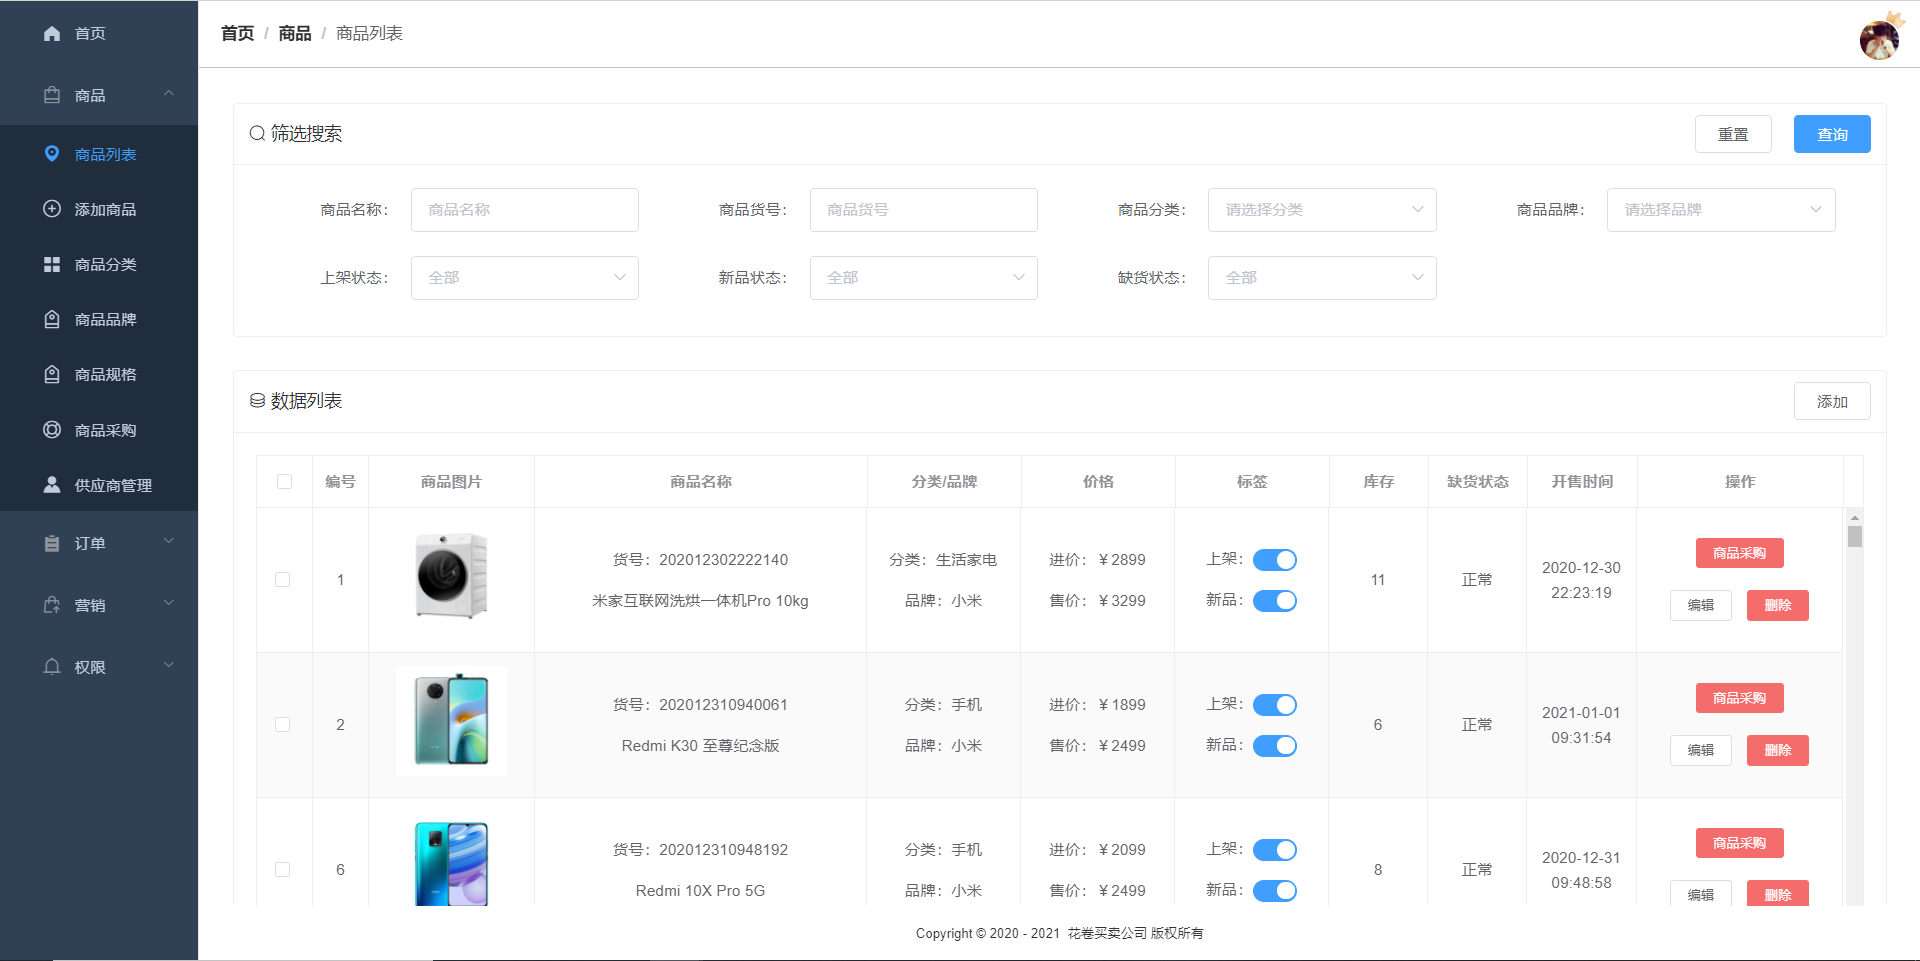 首页
商品
商品列表
添加商品
商品分类
商品品牌
商品规格
商品采购
供应商管理
订单
营销
权限
首页 / 商品 / 商品列表
筛选搜索 重置 查询
商品名称： 商品名称 商品货号： 商品货号 商品分类： 请选择分类 商品品牌： 请选择品牌
上架状态： 全部 新品状态： 全部 缺货状态： 全部
数据列表 添加
编号 商品图片 商品名称 分类/品牌 价格 标签 库存 缺货状态 开售时间 操作
1 货号：202012302222140 分类：生活家电 进价：￥2899 上架： 11 正常 2020-12-30 商品采购
米家互联网洗烘一体机Pro 10kg 品牌：小米 售价：￥3299 新品： 22:23:19 编辑 删除
2 货号：202012310940061 分类：手机 进价：￥1899 上架： 6 正常 2021-01-01 商品采购
Redmi K30 至尊纪念版 品牌：小米 售价：￥2499 新品： 09:31:54 编辑 删除
6 货号：202012310948192 分类：手机 进价：￥2099 上架： 8 正常 2020-12-31 商品采购
Redmi 10X Pro 5G 品牌：小米 售价：￥2499 新品： 09:48:58 编辑 删除
Copyright © 2020 - 2021 花卷买卖公司 版权所有